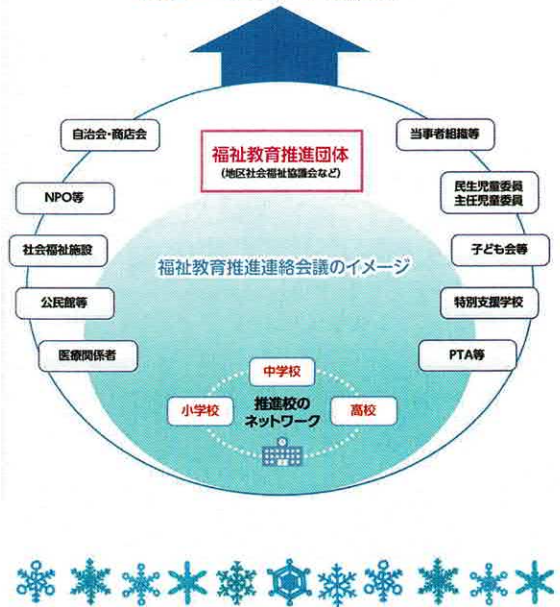 自治会・商店会
当事者組織等
福祉教育推進団体
(地区社会福祉協議会など)
NPO等
民生児童委員
主任児童委員
社会福祉施設
子ども会等
福祉教育推進連絡会議のイメージ
公民館等
特別支援学校
医療関係者
PTA等
中学校
小学校
推進校の
ネットワーク
高校